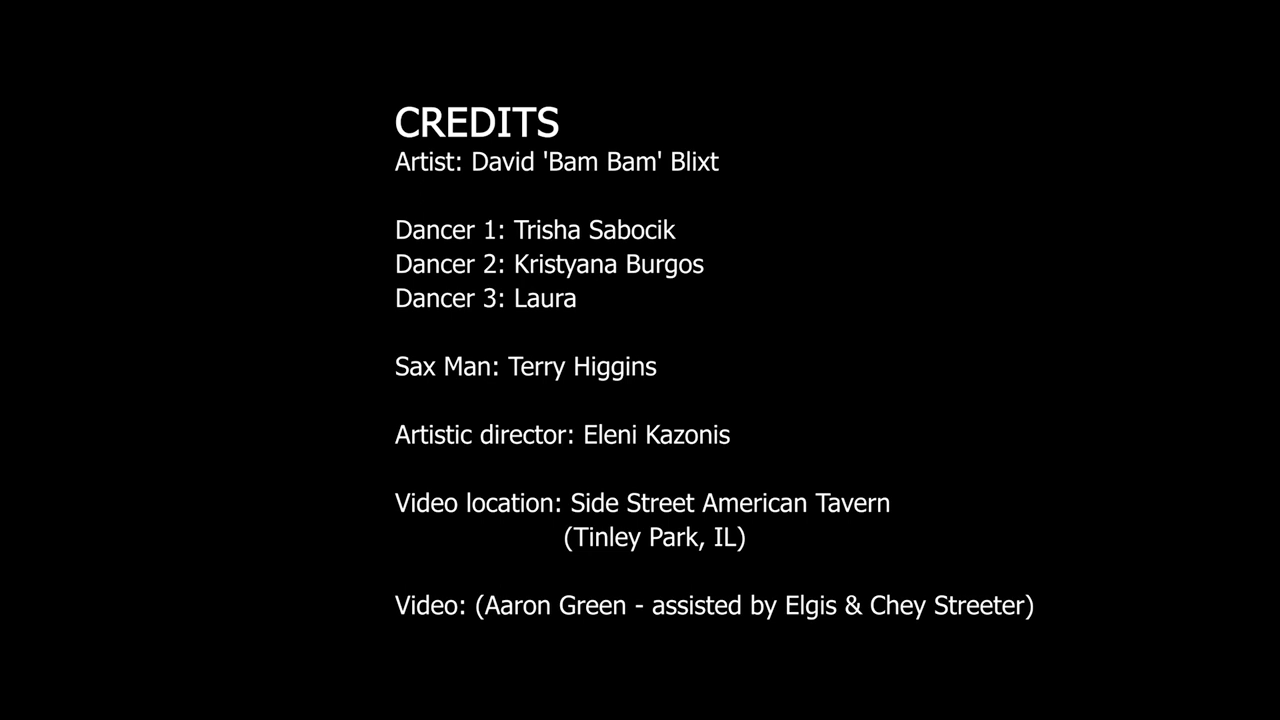 CREDITS
Artist: David 'Bam Bam' Blixt
Dancer 1: Trisha Sabocik
Dancer 2: Kristyana Burgos
Dancer 3: Laura
Sax Man: Terry Higgins
Artistic director: Eleni Kazonis
Video location: Side Street American Tavern
(Tinley Park, IL)
Video: (Aaron Green - assisted by Elgis & Chey Streeter)